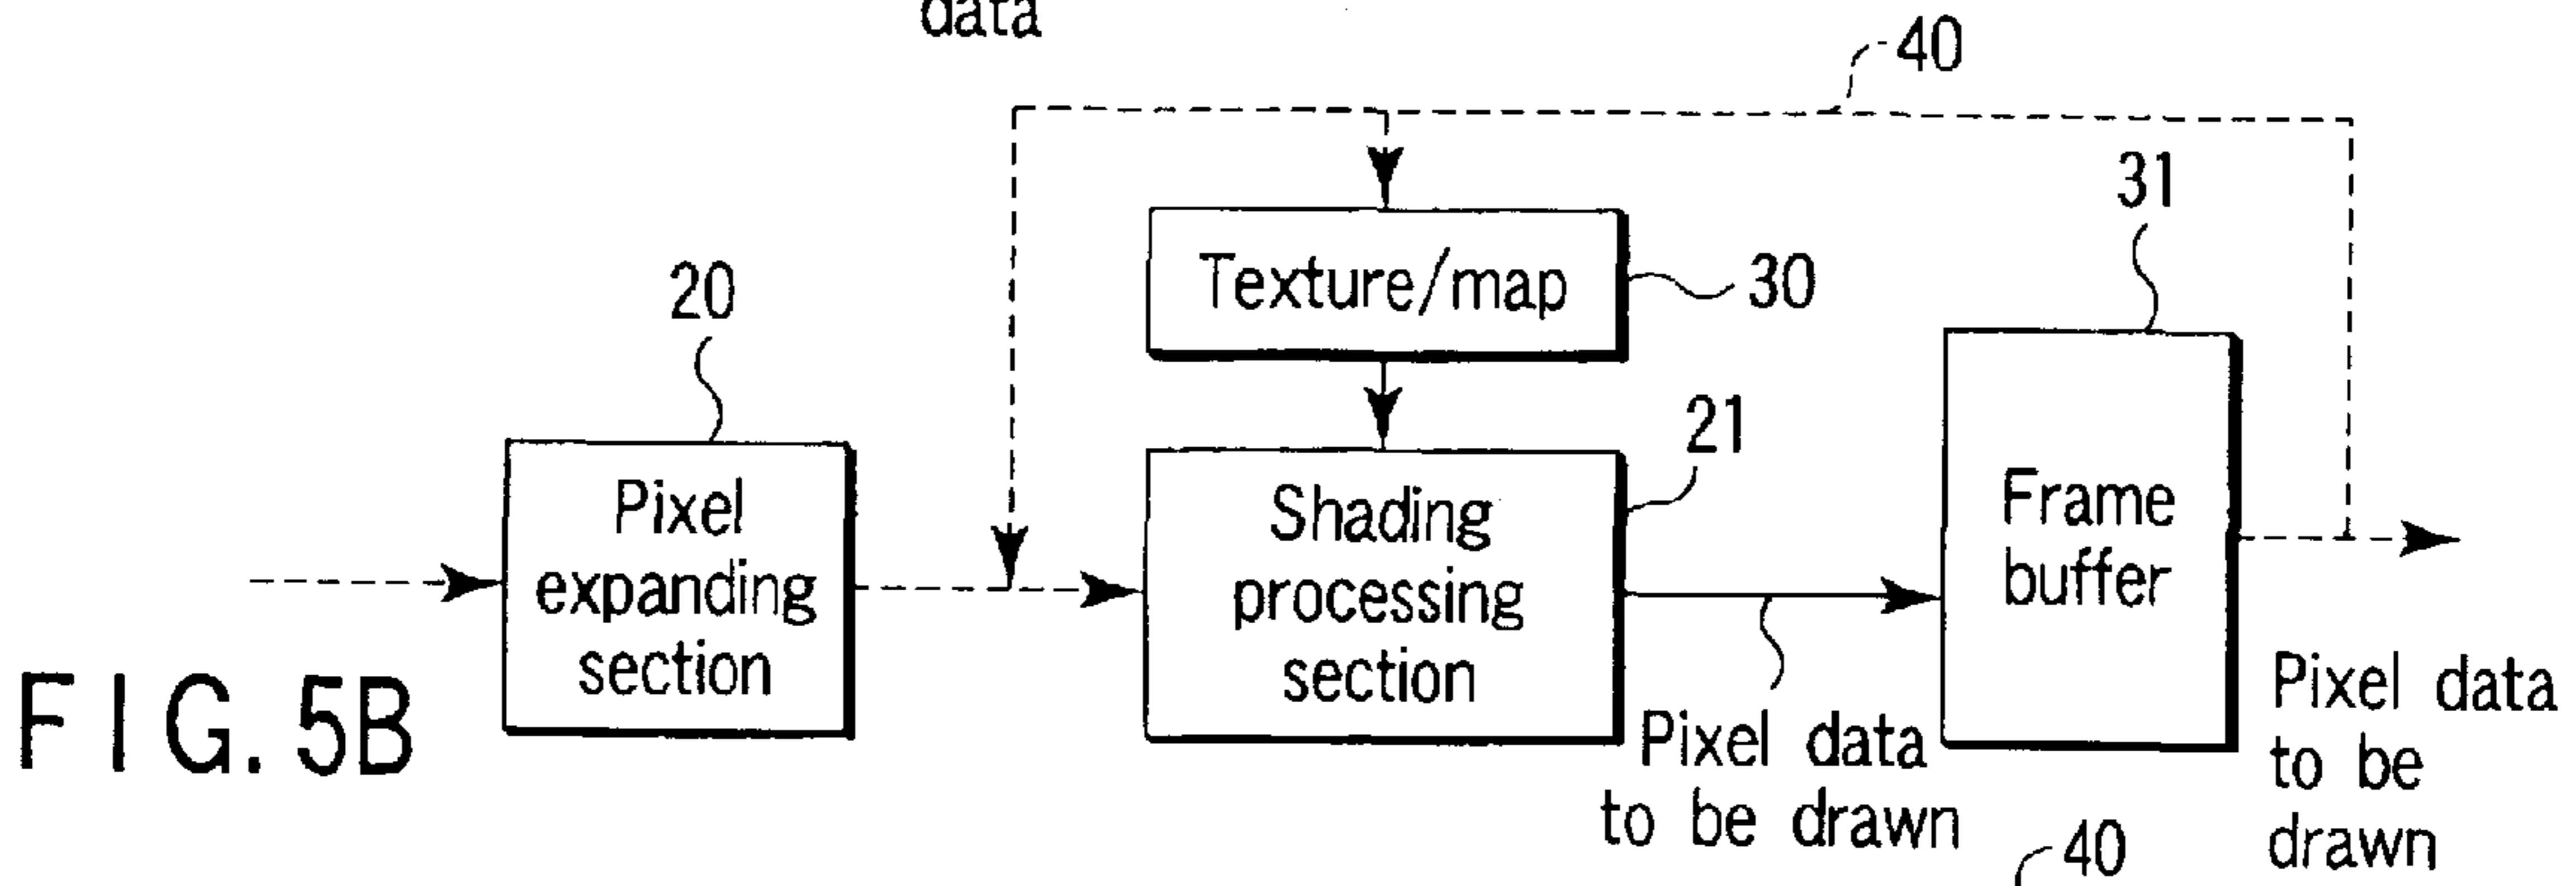 data
40
31
20
Texture/map
30
21
Pixel
expanding
section
Shading
processing
section
Frame
buffer
Pixel data
to be drawn
Pixel data
to be
drawn
FIG. 5B
40